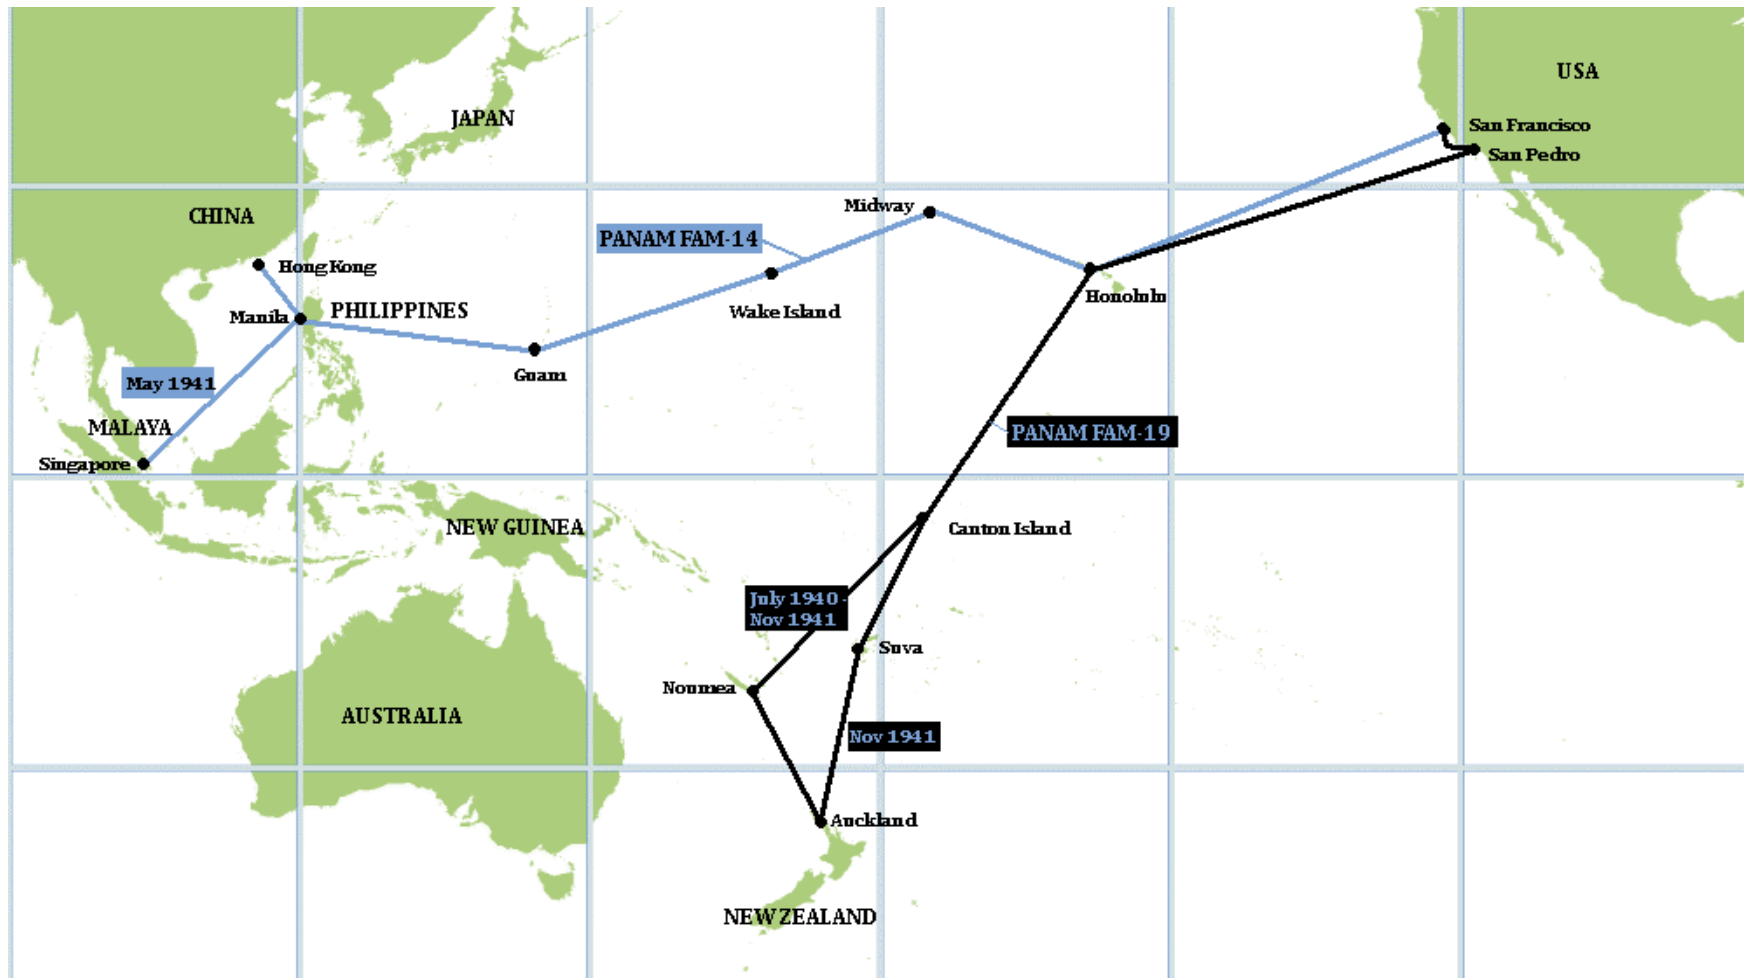 USA
JAPAN
San Francisco
San Pedro
Midway
CHINA
PANAM FAM-14
Hong Kong
Honolulu
PHILIPPINES
Manila
Wake Island
Guam
May 1941
MALAYA
PANAM FAM-19
Singapore
NEW GUINEA
Canton Island
July 1940 -
Nov 1941
Suva
Noumea
AUSTRALIA
Nov 1941
Auckland
NEW ZEALAND